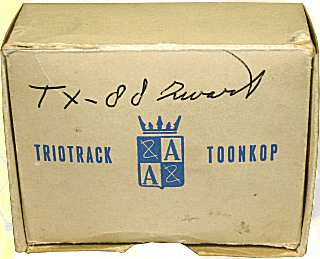 TX-88 Zwart
TRIOTRACK & A TOONKOP
A &